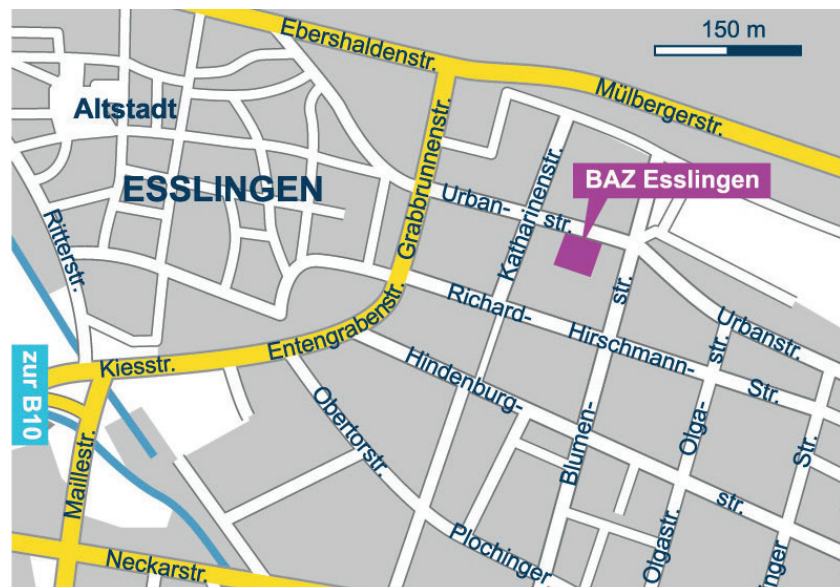 150 m
Ebershaldenstr.
Mülbergerstr.
Altstadt
ESSLINGEN
Grabbrunnenstr.
BAZ Esslingen
Urban-
str.
Katharinenstr.
Ritterstr.
Richard-
Hirschmann-
Str.
Urbanstr.
Entengrabenstr.
Kiesstr.
zur B10
Hindenburg-
str.
Blumen-
str.
Olga-
str.
Obertorstr.
Maillestr.
Plochinger
Olgastr.
Str.
inger
Neckarstr.